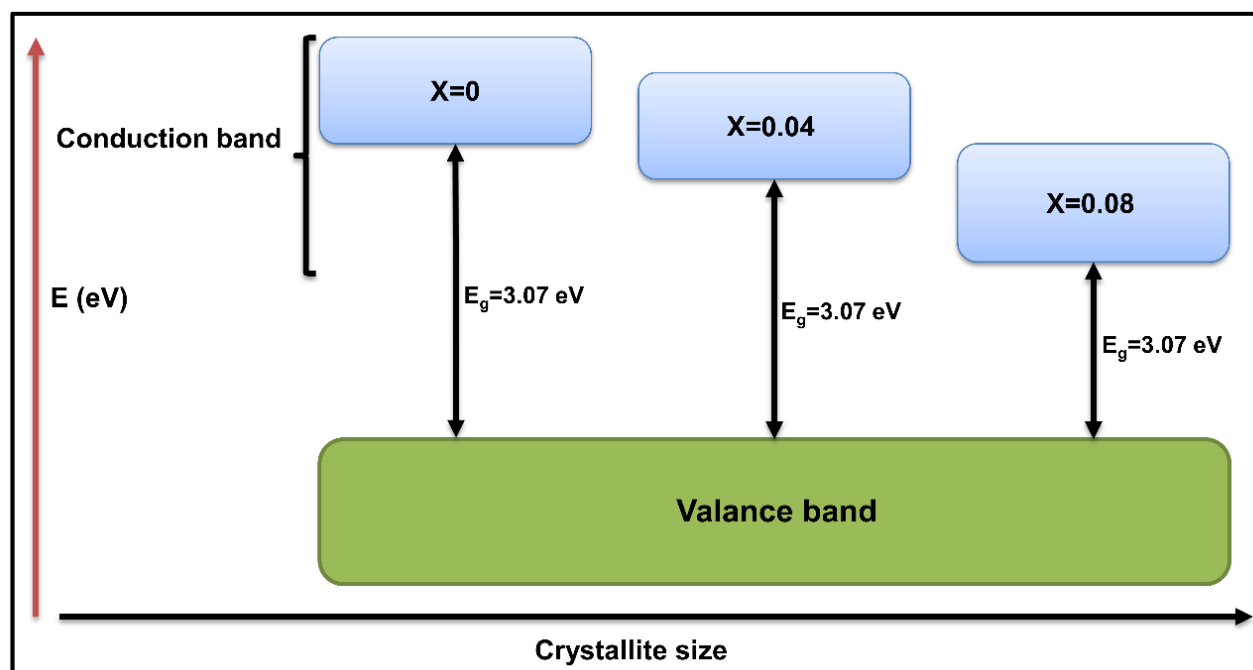 X=0
X=0.04
Conduction band
X=0.08
E (eV)
Eg=3.07 eV
Eg=3.07 eV
Eg=3.07 eV
Valance band
Crystallite size